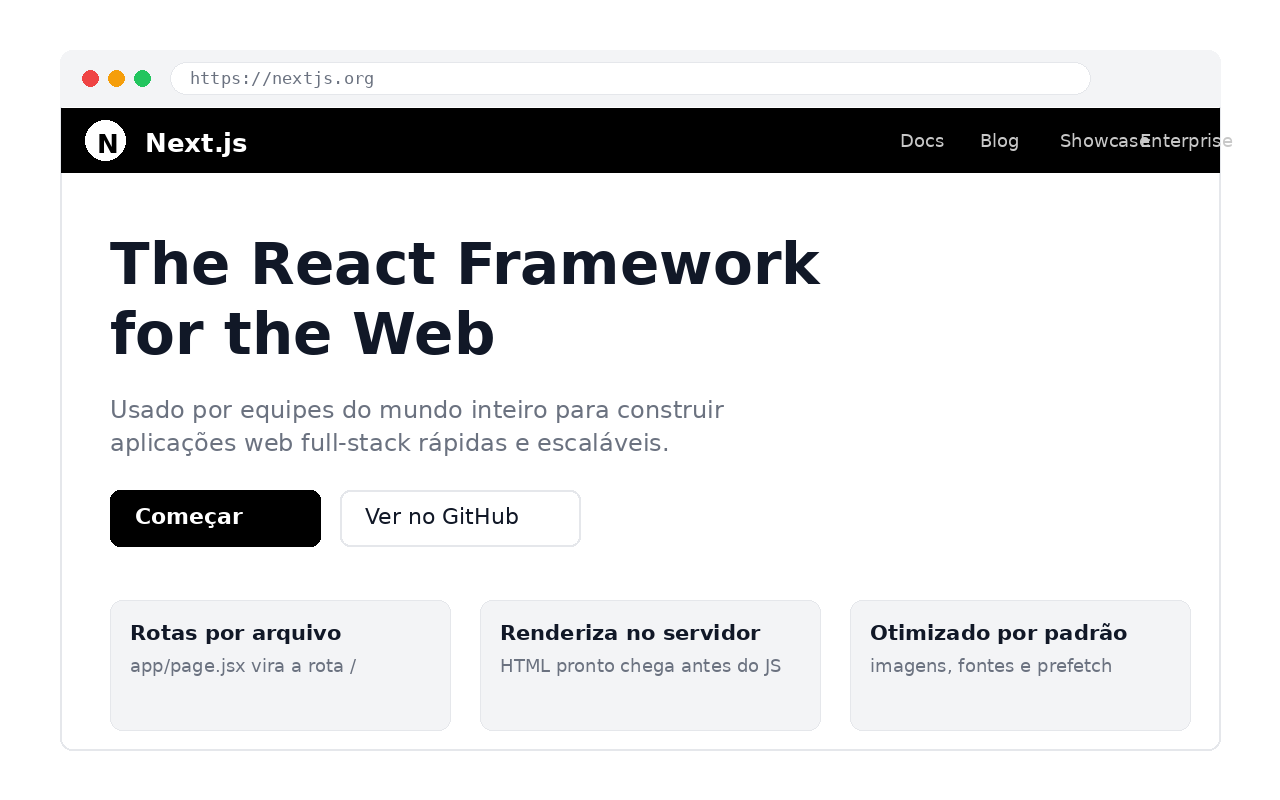 https://nextjs.org
N Next.js
Docs Blog Showcase Enterprise
The React Framework
for the Web
Usado por equipes do mundo inteiro para construir
aplicações web full-stack rápidas e escaláveis.
Começar
Ver no GitHub
Rotas por arquivo
app/page.jsx vira a rota /
Renderiza no servidor
HTML pronto chega antes do JS
Otimizado por padrão
imagens, fontes e prefetch